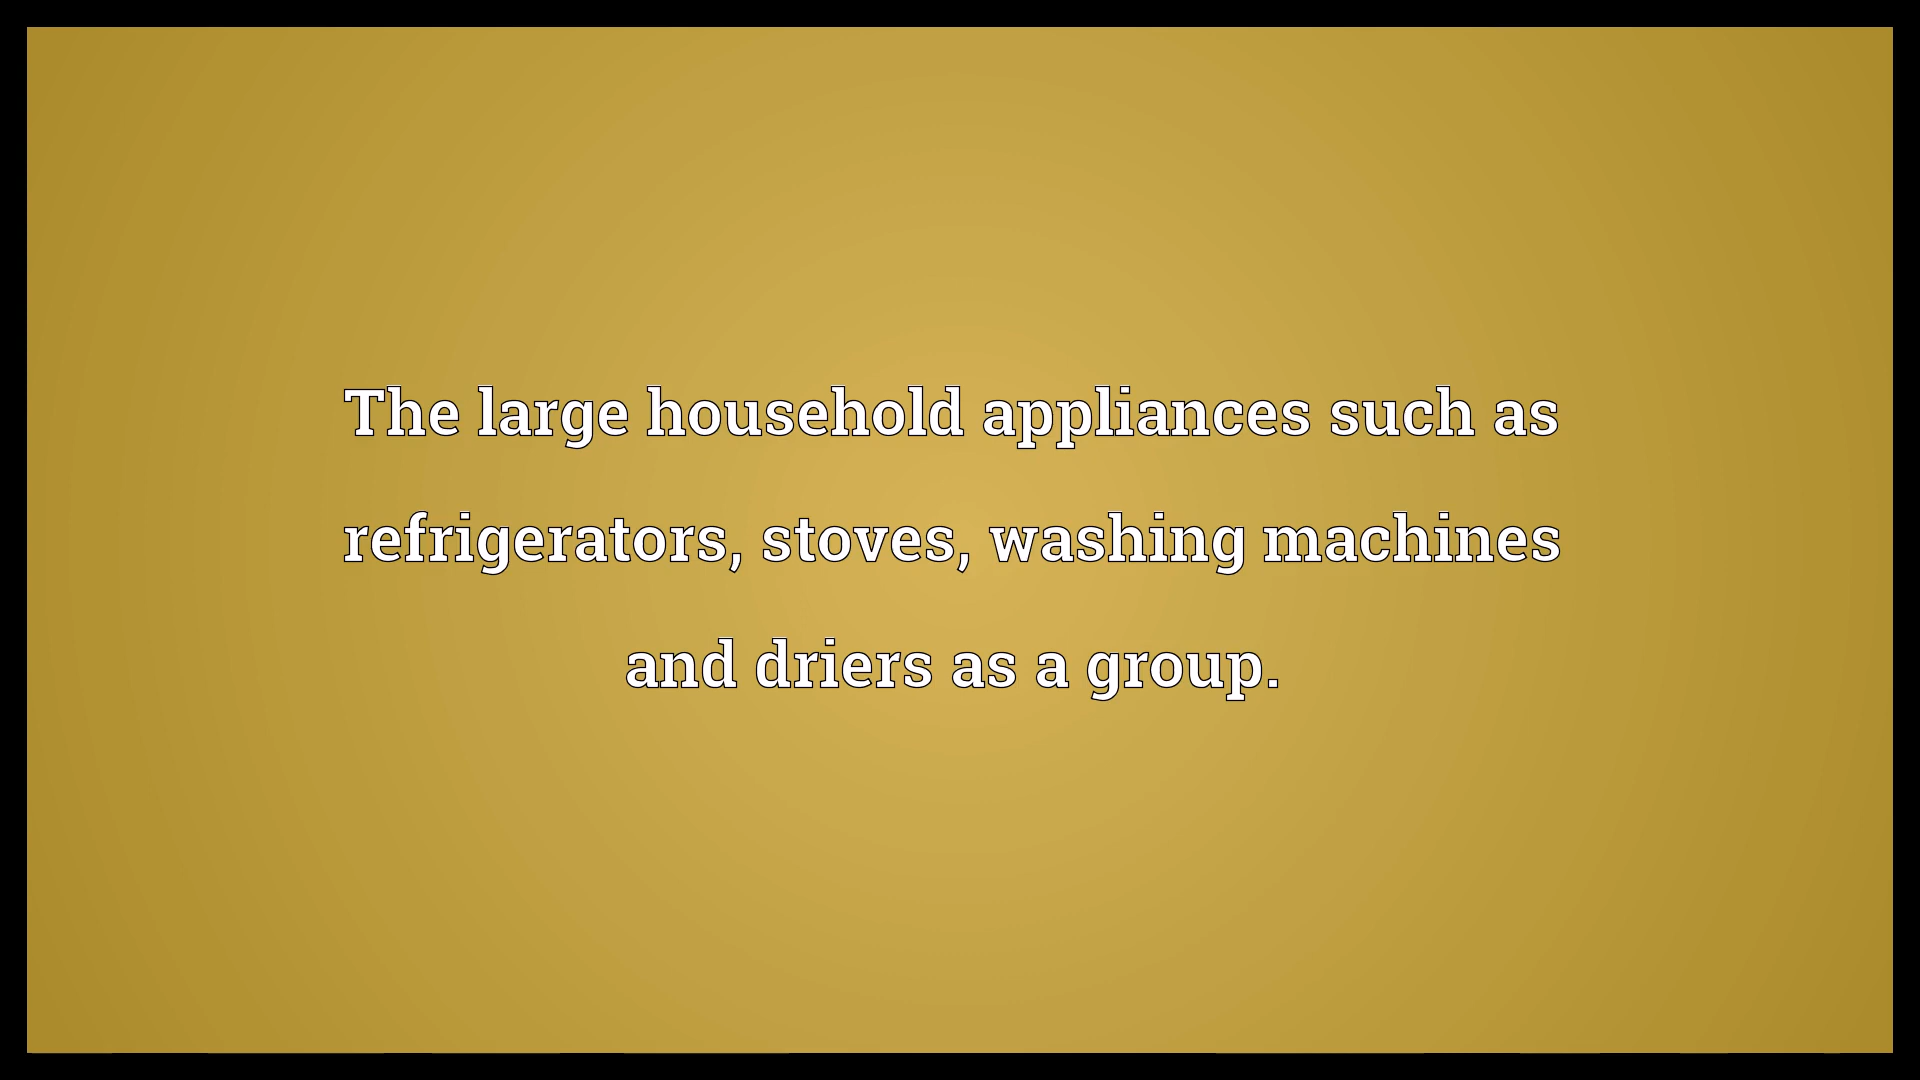 The large household appliances such as
refrigerators, stoves, washing machines
and driers as a group.